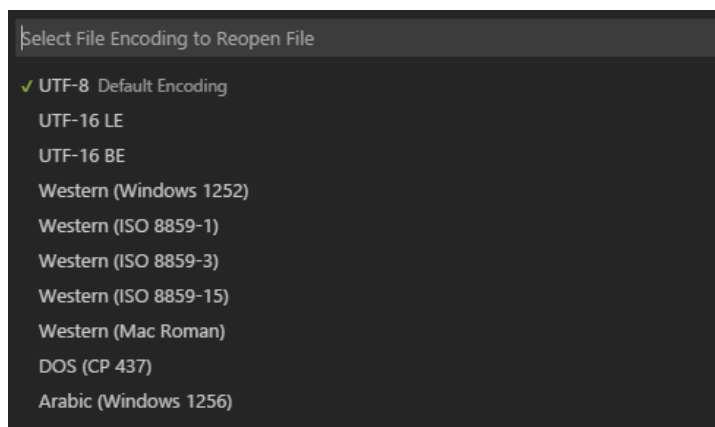 Select File Encoding to Reopen File
✓ UTF-8 Default Encoding
UTF-16 LE
UTF-16 BE
Western (Windows 1252)
Western (ISO 8859-1)
Western (ISO 8859-3)
Western (ISO 8859-15)
Western (Mac Roman)
DOS (CP 437)
Arabic (Windows 1256)